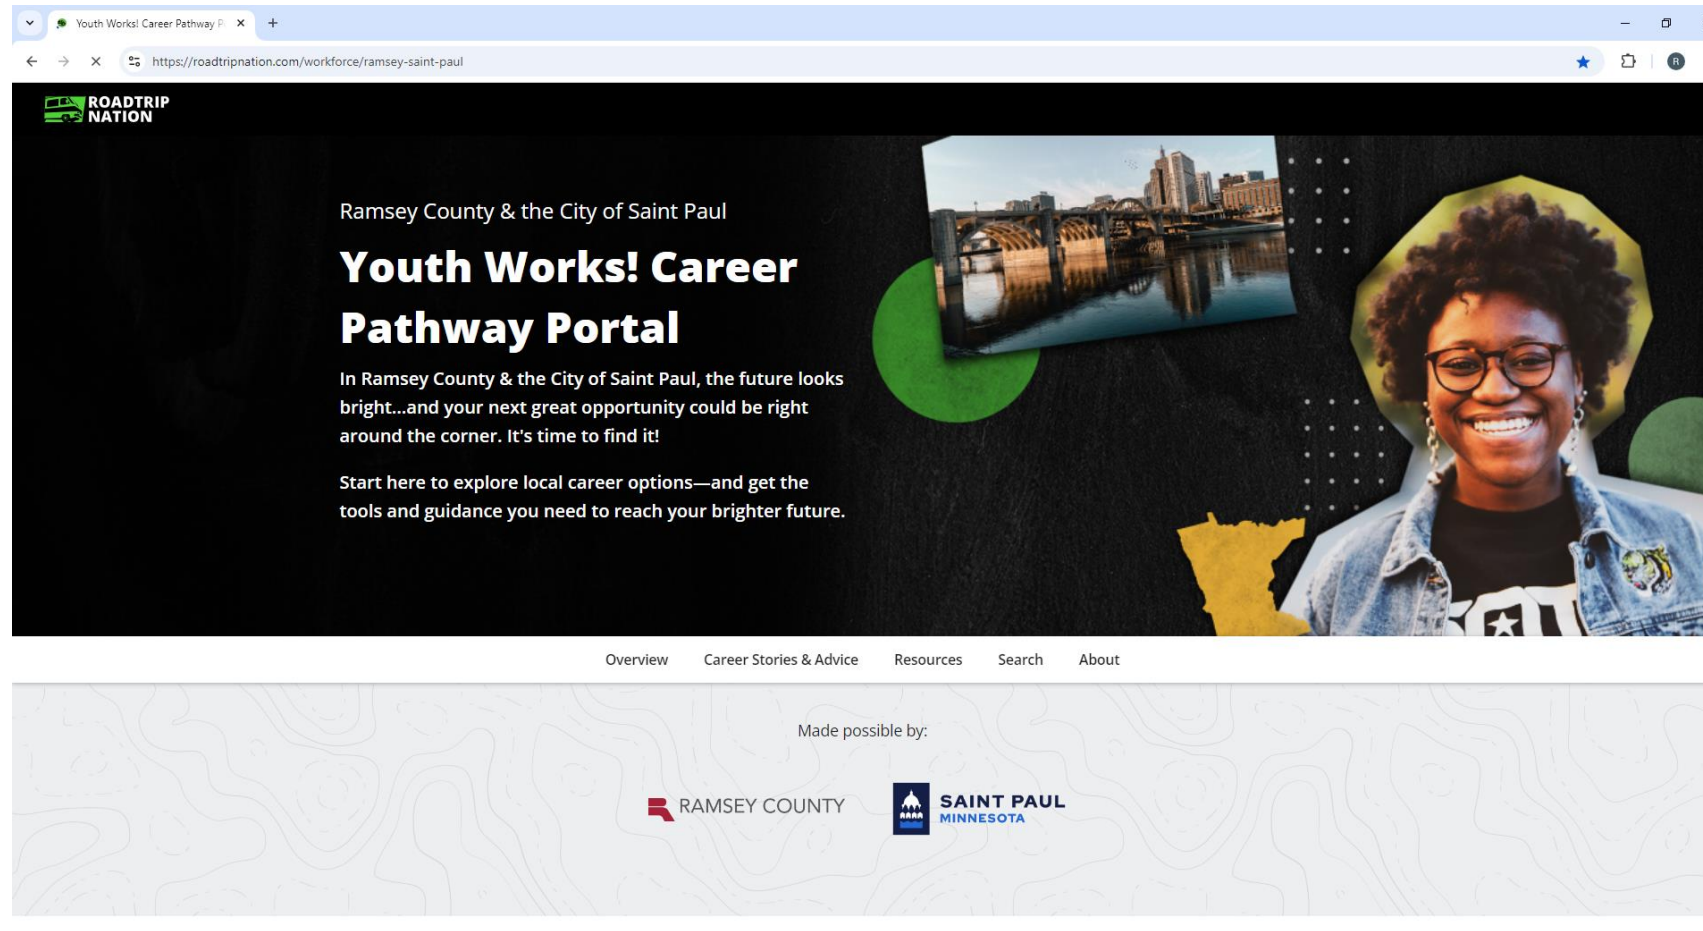 Youth Works! Career Pathway P
https://roadtripnation.com/workforce/ramsey-saint-paul
R
ROADTRIP
NATION
Ramsey County & the City of Saint Paul
Youth Works! Career
Pathway Portal
In Ramsey County & the City of Saint Paul, the future looks
bright...and your next great opportunity could be right
around the corner. It's time to find it!
Start here to explore local career options—and get the
tools and guidance you need to reach your brighter future.
Overview Career Stories & Advice Resources Search About
Made possible by:
RAMSEY COUNTY
SAINT PAUL
MINNESOTA